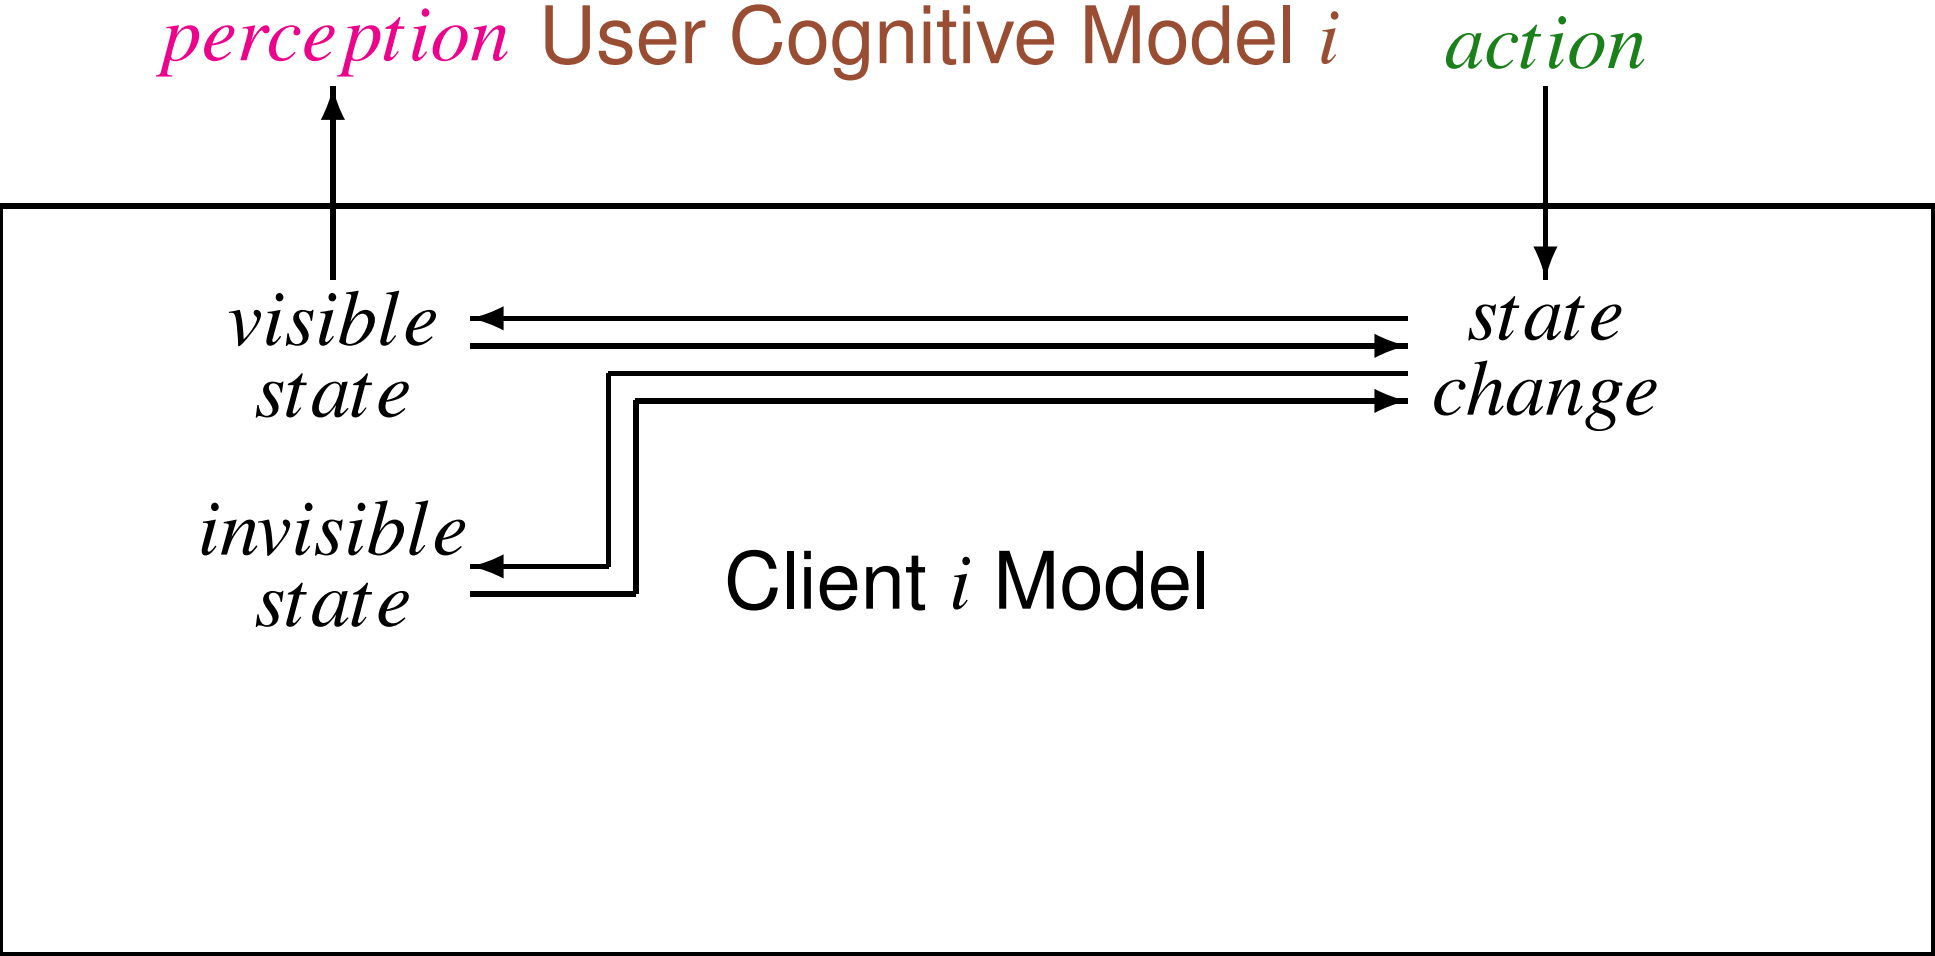 perception User Cognitive Model i action
visible
state
state
change
invisible
state
Client i Model